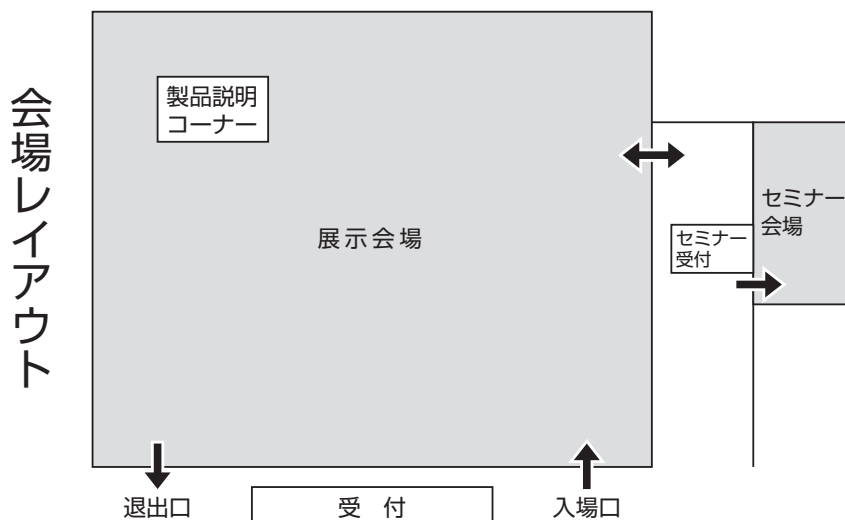 会場レイアウト
製品説明
コーナー
展示会場
セミナー
会場
セミナー
受付
退出口
受 付
入場口